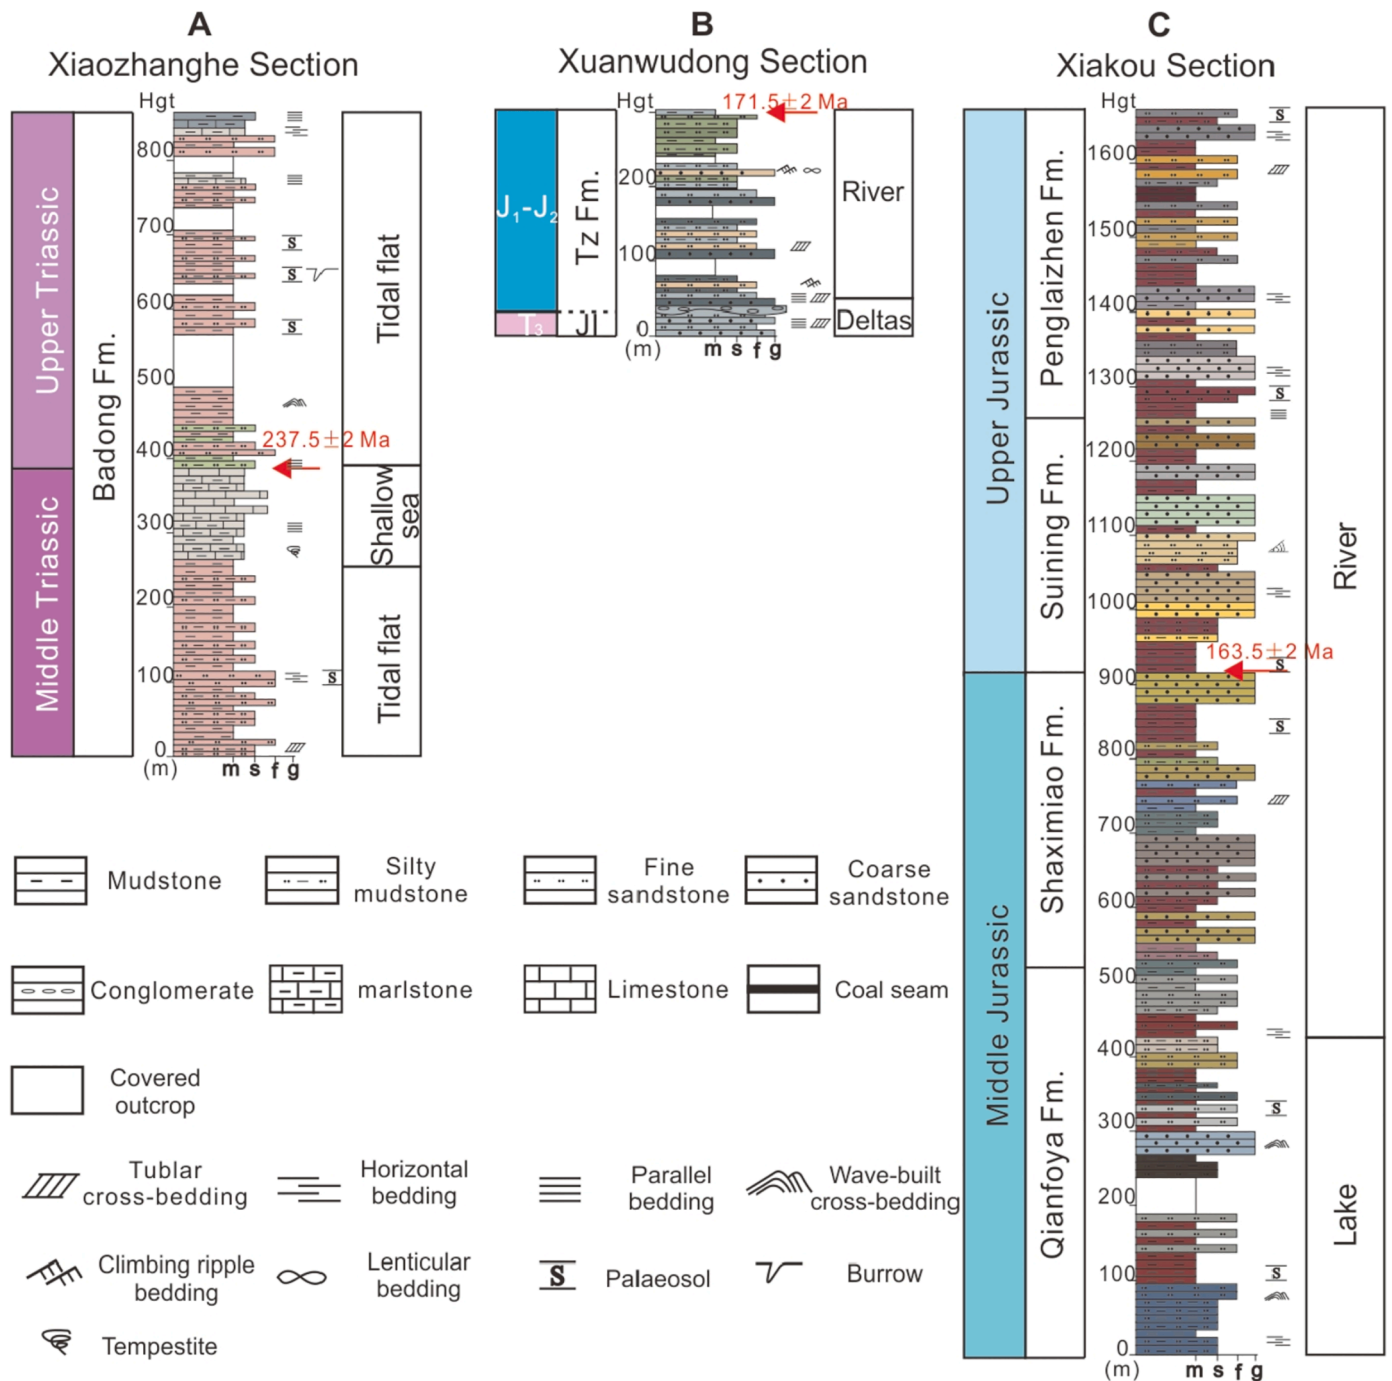 A
Xiaozhanghe Section
Hgt
800
700
600
500
400
300
200
100
0
(m)
m s f g
Upper Triassic
Middle Triassic
Badong Fm.
237.5±2 Ma
Tidal flat
Shallow sea
Tidal flat
B
Xuanwudong Section
Hgt
171.5±2 Ma
200
100
0
(m)
m s f g
J1-J2
T3
Tz Fm.
Jl
River
Deltas
C
Xiakou Section
Hgt
1600
1500
1400
1300
1200
1100
1000
900
800
700
600
500
400
300
200
100
0
(m)
m s f g
Upper Jurassic
Middle Jurassic
Penglaizhen Fm.
Suining Fm.
Shaximiao Fm.
Qianfoya Fm.
163.5±2 Ma
River
Lake
Mudstone
Silty
mudstone
Fine
sandstone
Coarse
sandstone
Conglomerate
marlstone
Limestone
Coal seam
Covered
outcrop
Tublar
cross-bedding
Horizontal
bedding
Parallel
bedding
Wave-built
cross-bedding
Climbing ripple
bedding
Lenticular
bedding
S
Palaeosol
Burrow
Tempestite